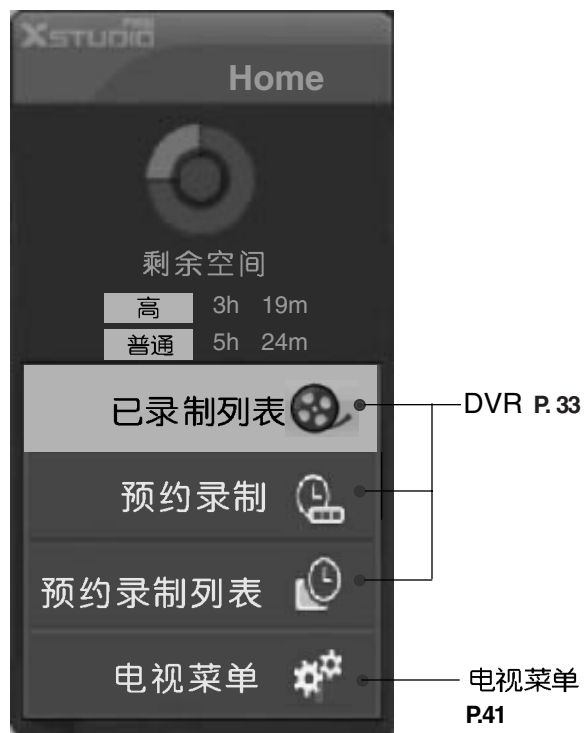 XSTUDIO
Home
剩余空间
高 3h 19m
普通 5h 24m
已录制列表
DVR P. 33
预约录制
预约录制列表
电视菜单
电视菜单
P.41